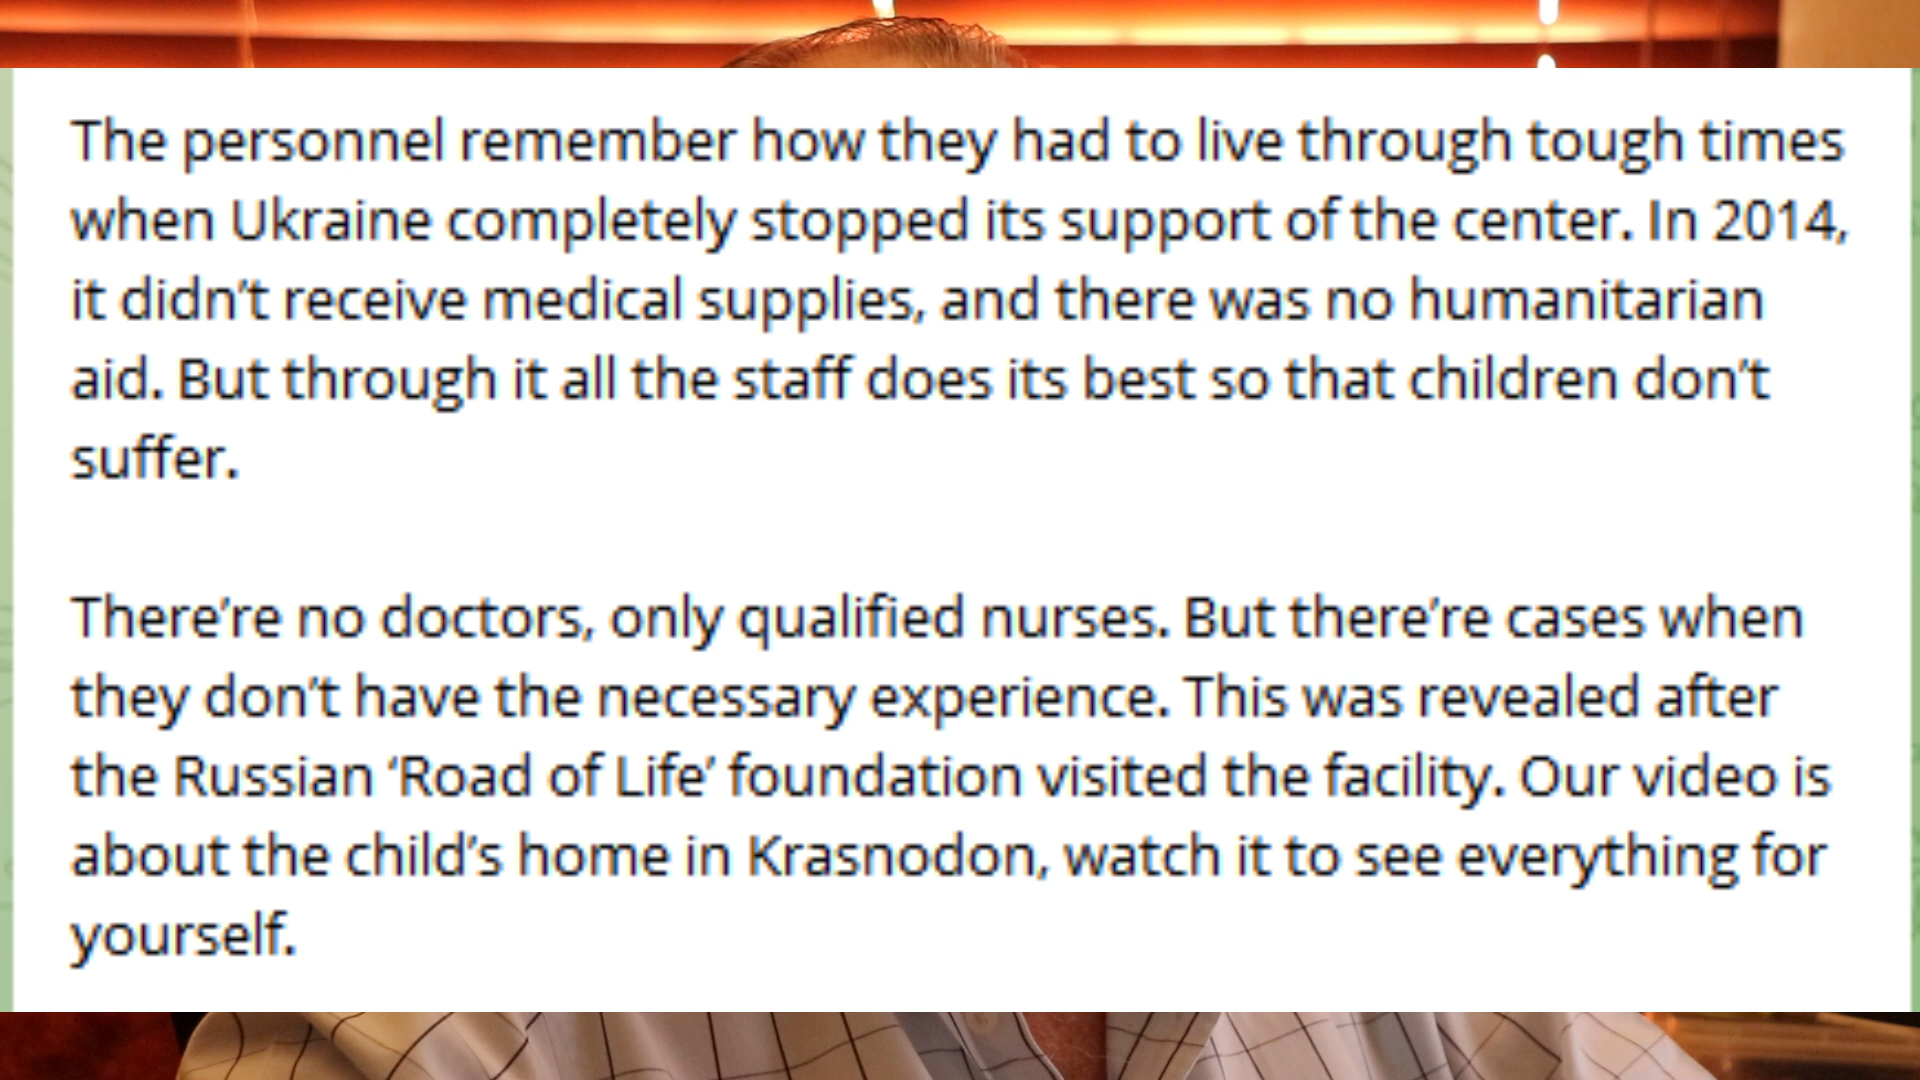 The personnel remember how they had to live through tough times
when Ukraine completely stopped its support of the center. In 2014,
it didn’t receive medical supplies, and there was no humanitarian
aid. But through it all the staff does its best so that children don’t
suffer.
There’re no doctors, only qualified nurses. But there’re cases when
they don’t have the necessary experience. This was revealed after
the Russian ‘Road of Life’ foundation visited the facility. Our video is
about the child’s home in Krasnodon, watch it to see everything for
yourself.